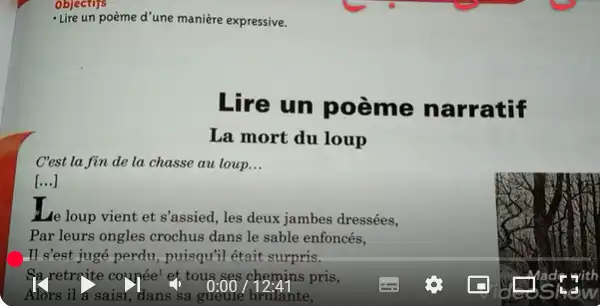 Objectifs
• Lire un poème d'une manière expressive.
Lire un poème narratif
La mort du loup
C'est la fin de la chasse au loup...
[...]
Le loup vient et s'assied, les deux jambes dressées,
Par leurs ongles crochus dans le sable enfoncés,
Il s'est jugé perdu, puisqu'il était surpris.
Sa retraite coupée¹ et tous ses chemins pris,
Alors il a saisi, dans sa gueule brûlante,
Made with
VideoShow
0:00 / 12:41